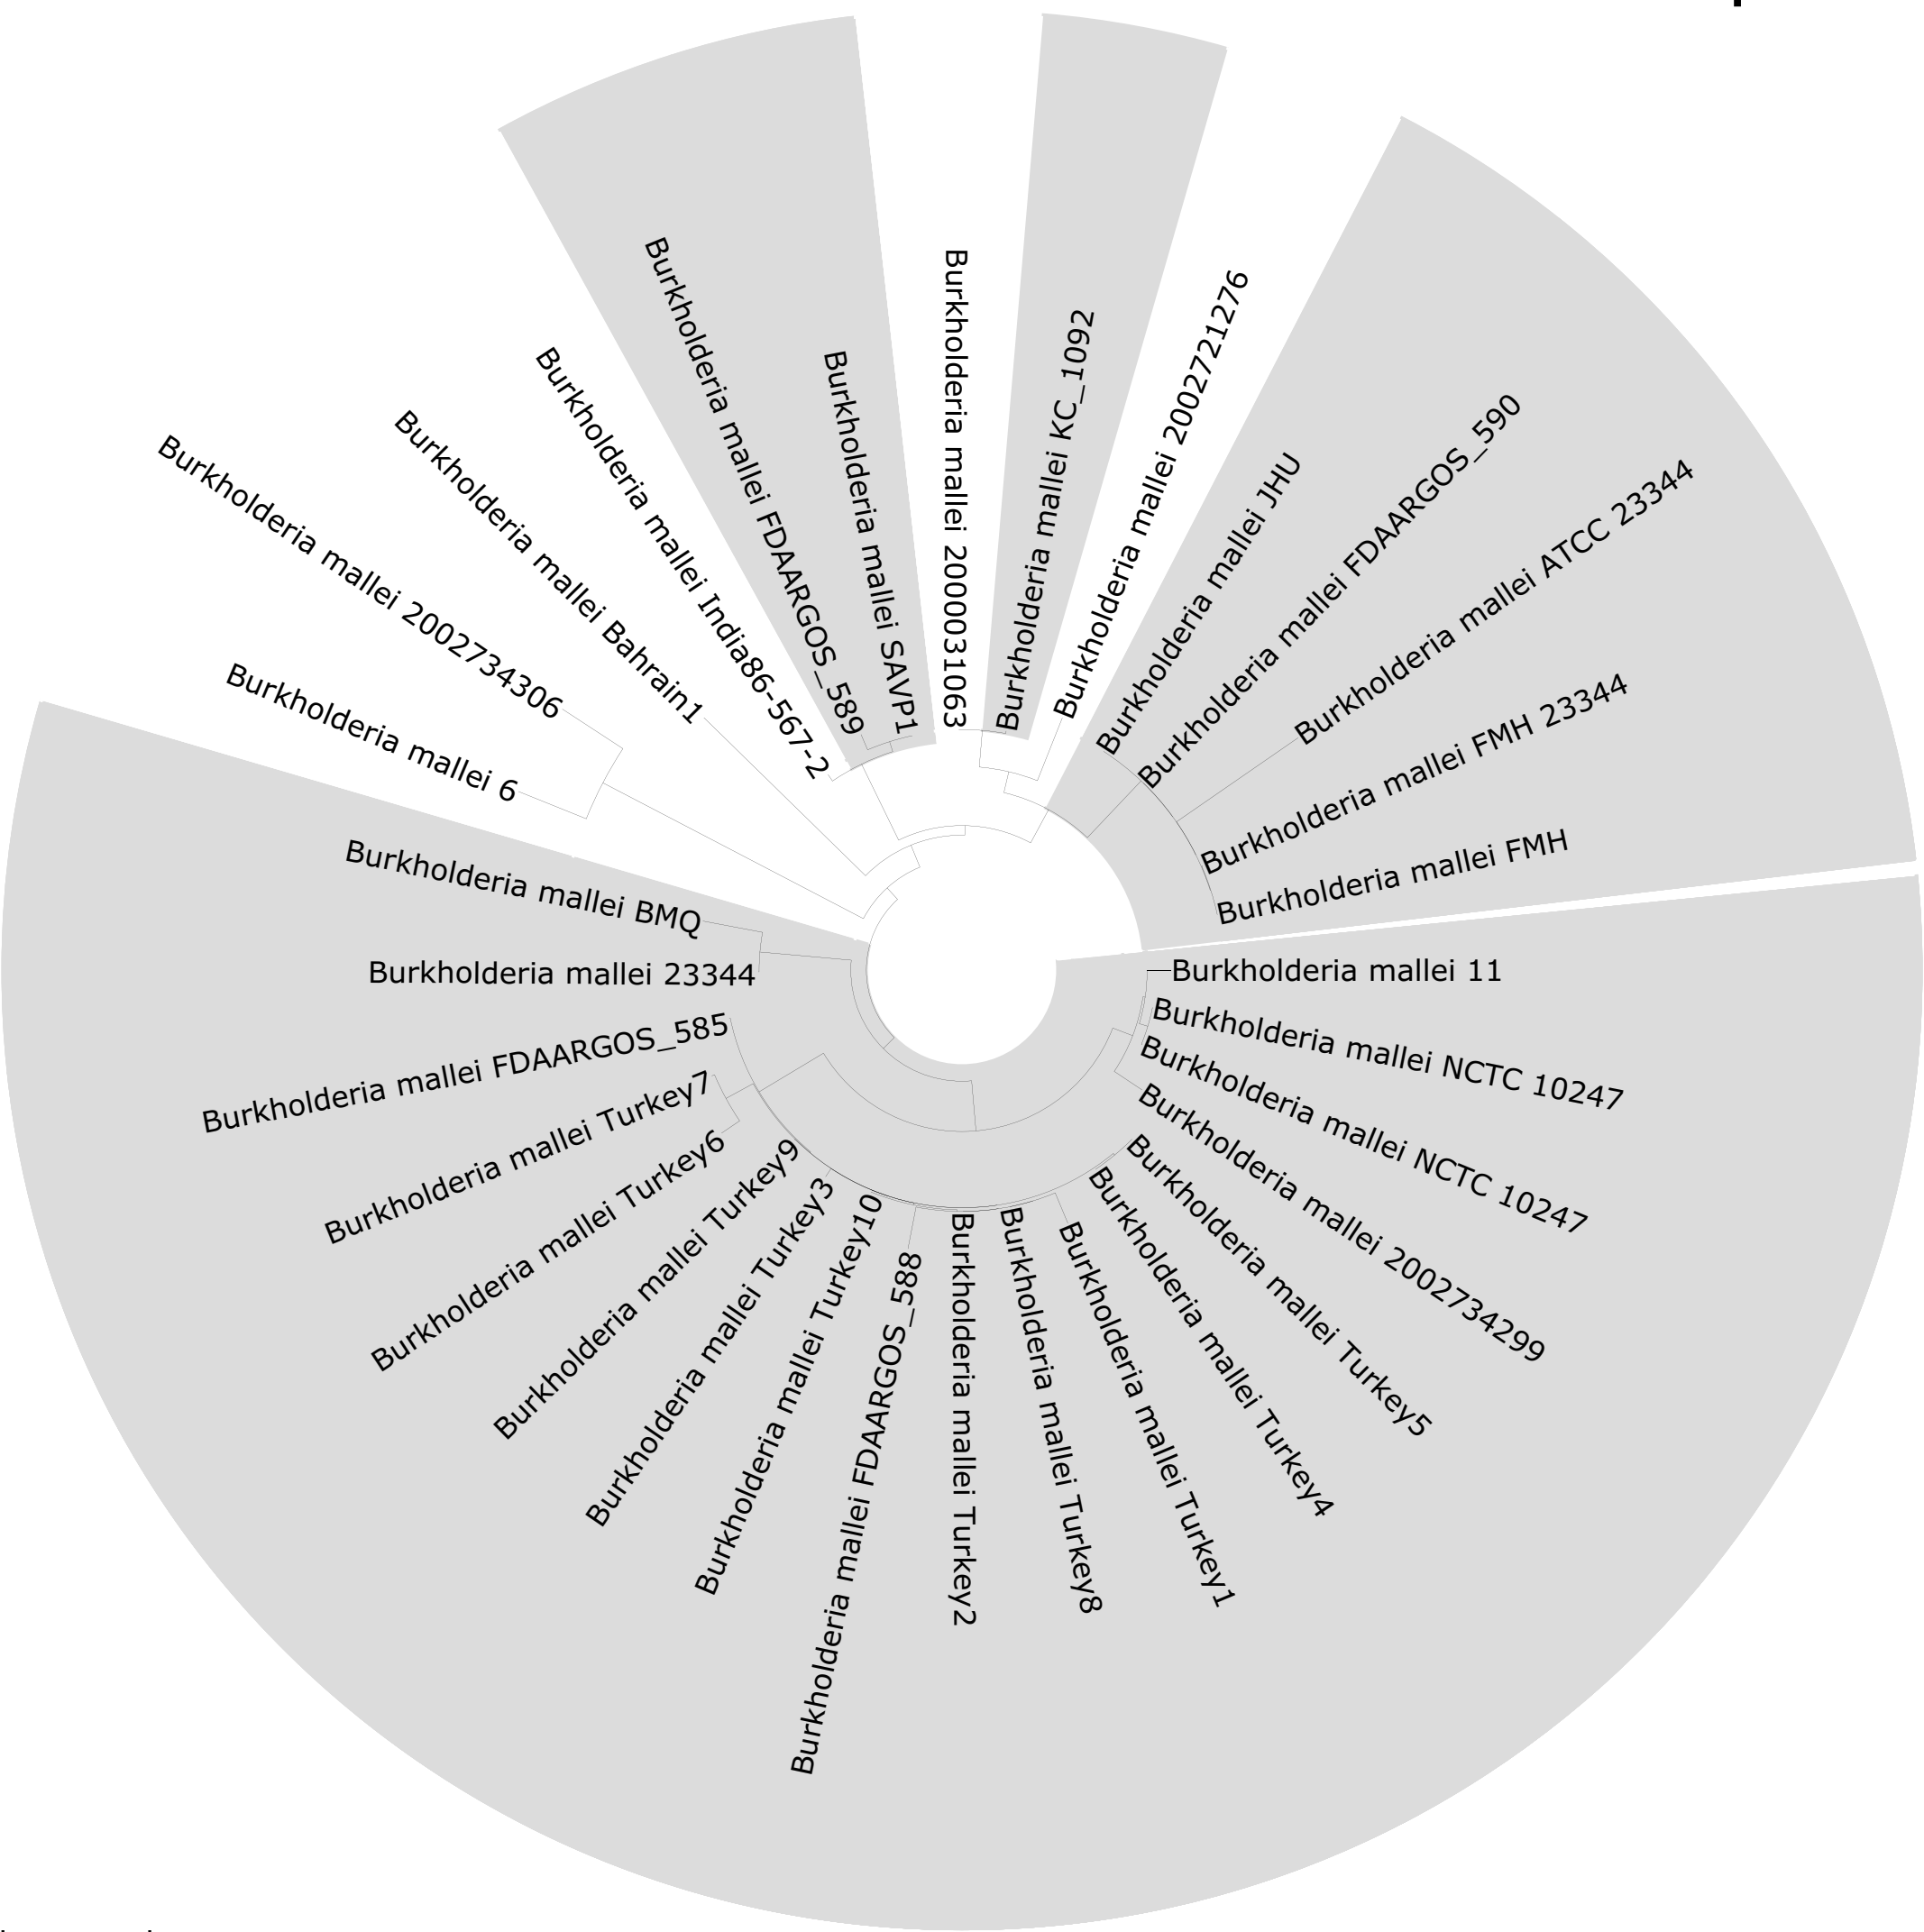 Burkholderia mallei 2000031063
Burkholderia mallei KC_1092
Burkholderia mallei 2002721276
Burkholderia mallei JHU
Burkholderia mallei FDAARGOS_590
Burkholderia mallei ATCC 23344
Burkholderia mallei FMH 23344
Burkholderia mallei FMH
Burkholderia mallei 11
Burkholderia mallei NCTC 10247
Burkholderia mallei NCTC 10247
Burkholderia mallei 2002734299
Burkholderia mallei Turkey5
Burkholderia mallei Turkey4
Burkholderia mallei Turkey1
Burkholderia mallei Turkey8
Burkholderia mallei Turkey2
Burkholderia mallei FDAARGOS_588
Burkholderia mallei Turkey10
Burkholderia mallei Turkey3
Burkholderia mallei Turkey9
Burkholderia mallei Turkey6
Burkholderia mallei Turkey7
Burkholderia mallei FDAARGOS_585
Burkholderia mallei 23344
Burkholderia mallei BMQ
Burkholderia mallei 6
Burkholderia mallei 2002734306
Burkholderia mallei Bahrain1
Burkholderia mallei India86-567-2
Burkholderia mallei FDAARGOS_589
Burkholderia mallei SAVP1